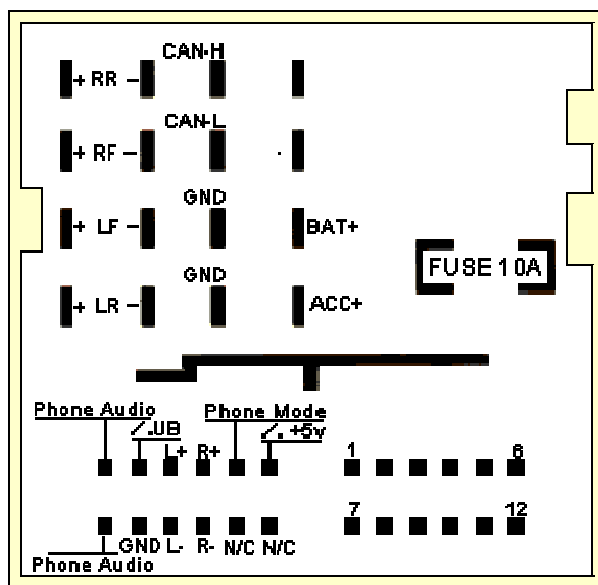 CAN-H
+ RR -
CAN-L
+ RF -
GND
+ LF - BAT+
FUSE 10A
GND
+ LR - ACC+
Phone Audio Phone Mode
/.UB /. +5v
L+ R+ 1 6
7 12
GND L- R- N/C N/C
Phone Audio